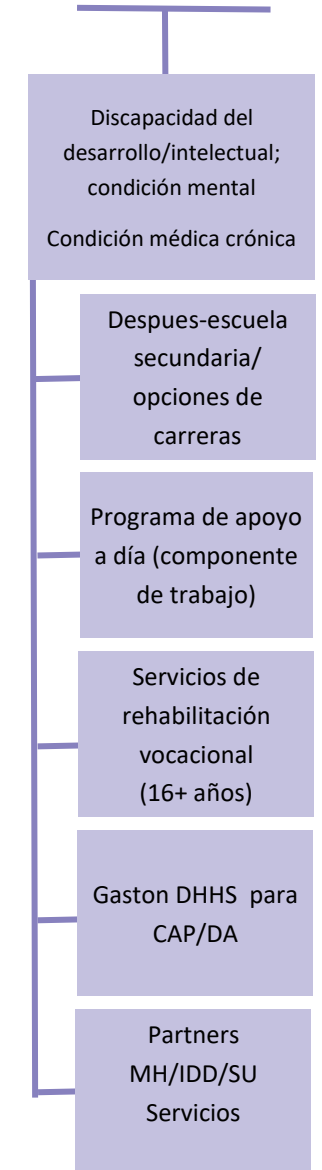 Discapacidad del
desarrollo/intelectual;
condición mental
Condición médica crónica
Despues-escuela
secundaria/
opciones de
carreras
Programa de apoyo
a día (componente
de trabajo)
Servicios de
rehabilitación
vocacional
(16+ años)
Gaston DHHS para
CAP/DA
Partners
MH/IDD/SU
Servicios